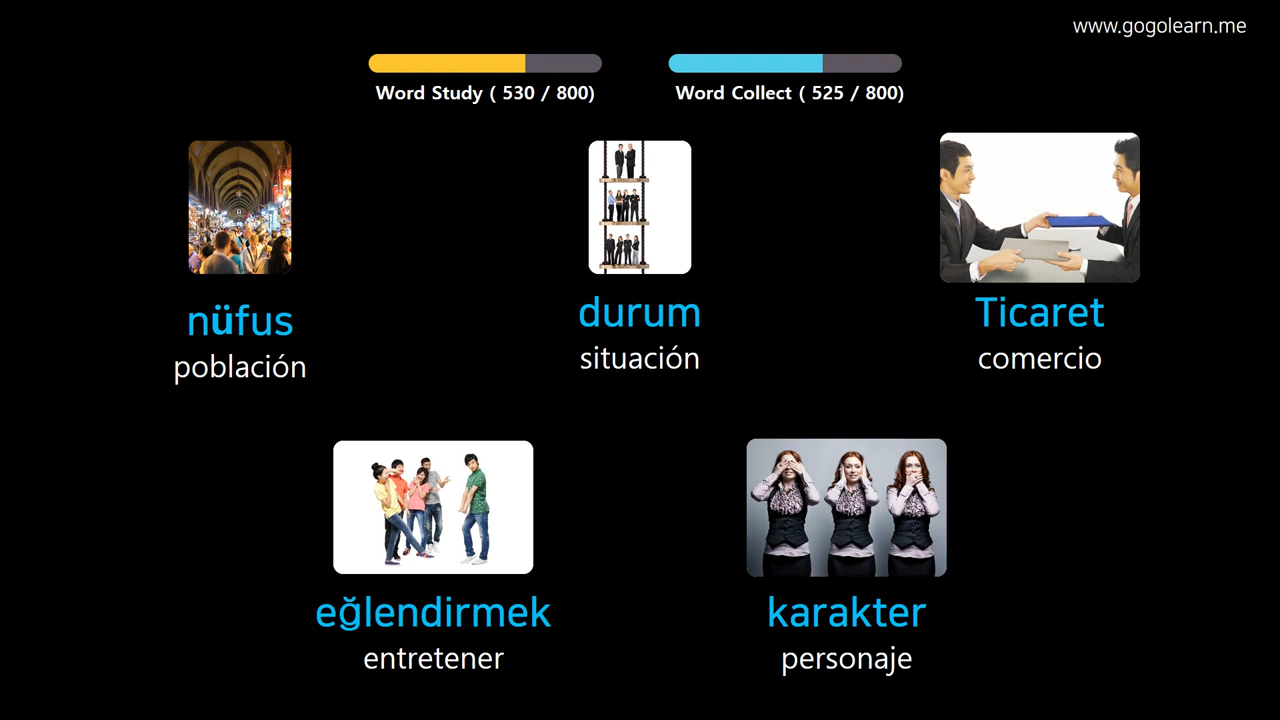 www.gogolearn.me
Word Study ( 530 / 800)
Word Collect ( 525 / 800)
nüfus
población
durum
situación
Ticaret
comercio
eğlendirmek
entretener
karakter
personaje